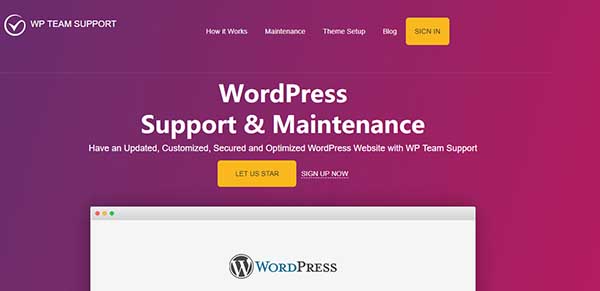 WP TEAM SUPPORT
How it Works Maintenance Theme Setup Blog SICN IN
WordPress
Support & Maintenance
Have an Updated, Customized, Secured and Optimized WordPress Website with WP Team Support
LET US STAR SIGN UP NOW
WORDPRESS